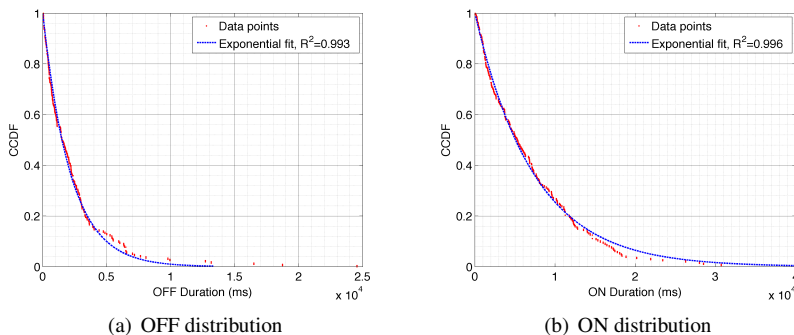 1
0.8
0.6
0.4
0.2
0
CCDF
0 0.5 1 1.5 2 2.5
OFF Duration (ms)
x 10⁴
Data points
Exponential fit, R²=0.993
(a) OFF distribution
1
0.8
0.6
0.4
0.2
0
CCDF
0 1 2 3 4
ON Duration (ms)
x 10⁴
Data points
Exponential fit, R²=0.996
(b) ON distribution